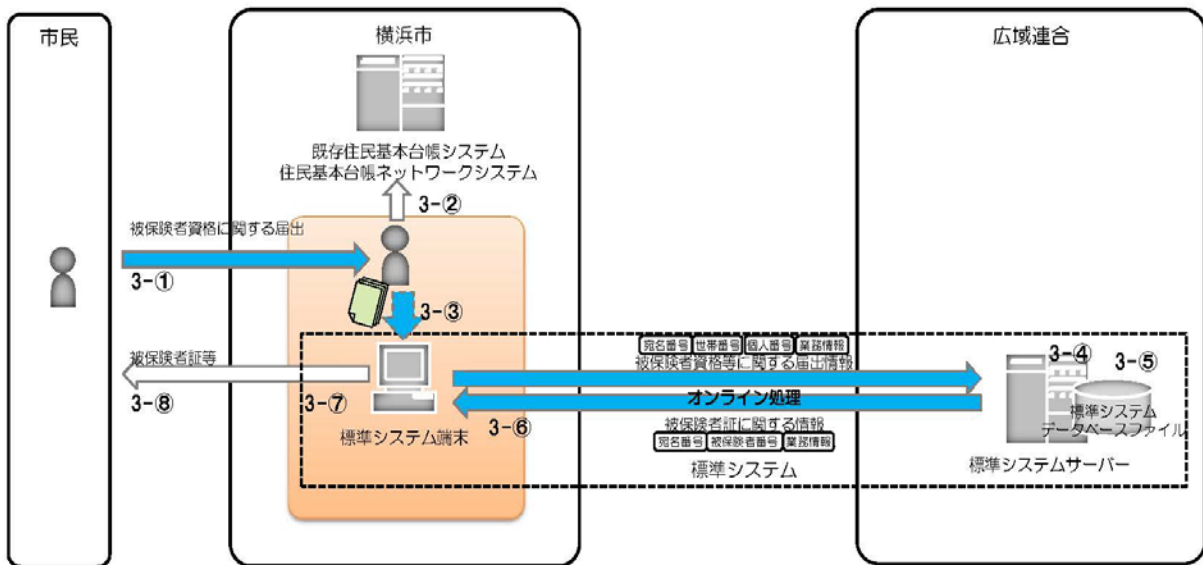 市民
横浜市
広域連合
既存住民基本台帳システム
住民基本台帳ネットワークシステム
3-②
被保険者資格に関する届出
3-①
3-③
宛名番号 世帯番号 個人番号 業務情報
被保険者資格等に関する届出情報
3-④
3-⑤
被保険者証等
3-⑧
3-⑦
オンライン処理
3-⑥
標準システム端末
被保険者証に関する情報
宛名番号 被保険者番号 業務情報
標準システム
標準システム
データベースファイル
標準システムサーバー